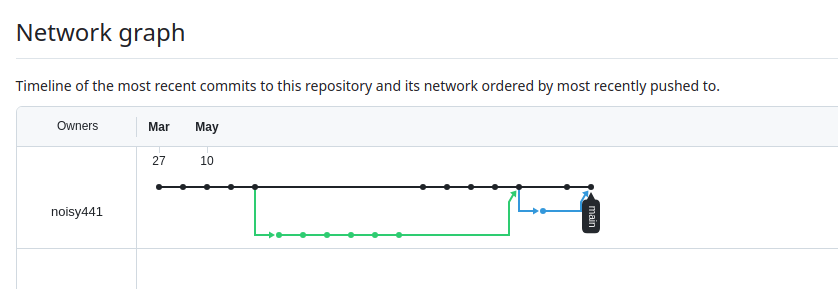 Network graph
Timeline of the most recent commits to this repository and its network ordered by most recently pushed to.
Owners Mar May
27 10
noisy441
main